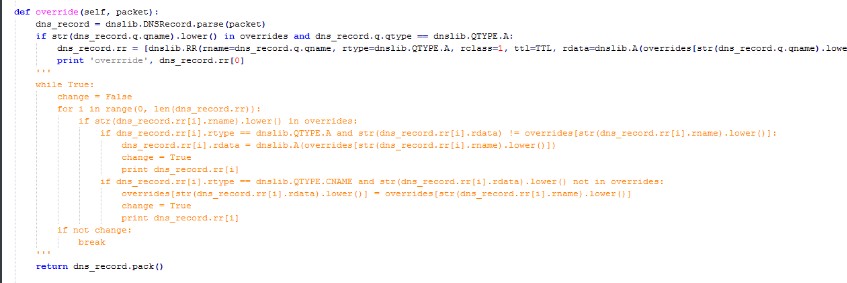 def override(self, packet):
    dns_record = dnslib.DNSRecord.parse(packet)
    if str(dns_record.q.qname).lower() in overrides and dns_record.q.qtype == dnslib.QTYPE.A:
        dns_record.rr = [dnslib.RR(rname=dns_record.q.qname, rtype=dnslib.QTYPE.A, rclass=1, ttl=TTL, rdata=dnslib.A(overrides[str(dns_record.q.qname).lowe
        print 'overrride', dns_record.rr[0]
    '''
    while True:
        change = False
        for i in range(0, len(dns_record.rr)):
            if str(dns_record.rr[i].rname).lower() in overrides:
                if dns_record.rr[i].rtype == dnslib.QTYPE.A and str(dns_record.rr[i].rdata) != overrides[str(dns_record.rr[i].rname).lower()]:
                    dns_record.rr[i].rdata = dnslib.A(overrides[str(dns_record.rr[i].rname).lower()])
                    change = True
                    print dns_record.rr[i]
                if dns_record.rr[i].rtype == dnslib.QTYPE.CNAME and str(dns_record.rr[i].rdata).lower() not in overrides:
                    overrides[str(dns_record.rr[i].rdata).lower()] = overrides[str(dns_record.rr[i].rname).lower()]
                    change = True
                    print dns_record.rr[i]
        if not change:
            break
    '''
    return dns_record.pack()